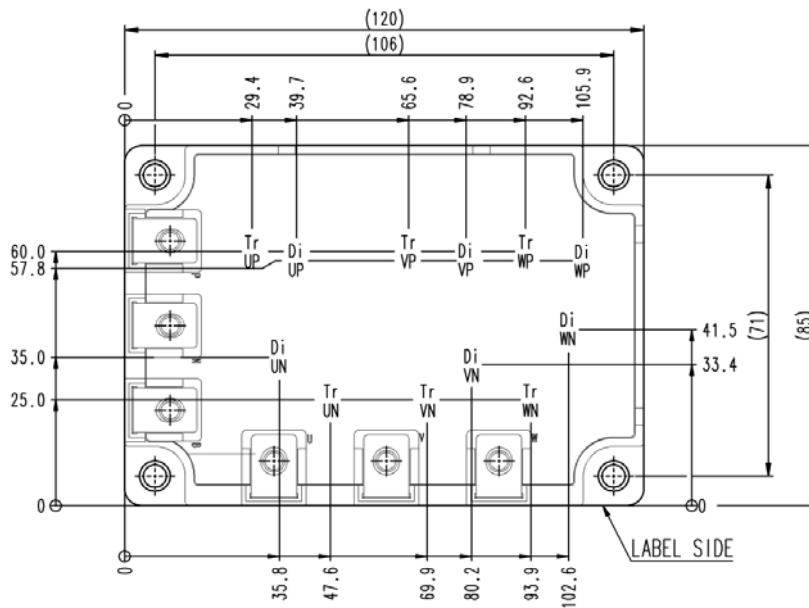 (120)
(106)
0
29.4
39.7
65.6
78.9
92.6
105.9
Tr
UP
Di
UP
Tr
VP
Di
VP
Tr
WP
Di
WP
60.0
57.8
35.0
25.0
0
Di
UN
Tr
UN
Tr
VN
Di
VN
Tr
WN
Di
WN
41.5
33.4
0
(71)
(85)
N
U
V
W
LABEL SIDE
0
35.8
47.6
69.9
80.2
93.9
102.6